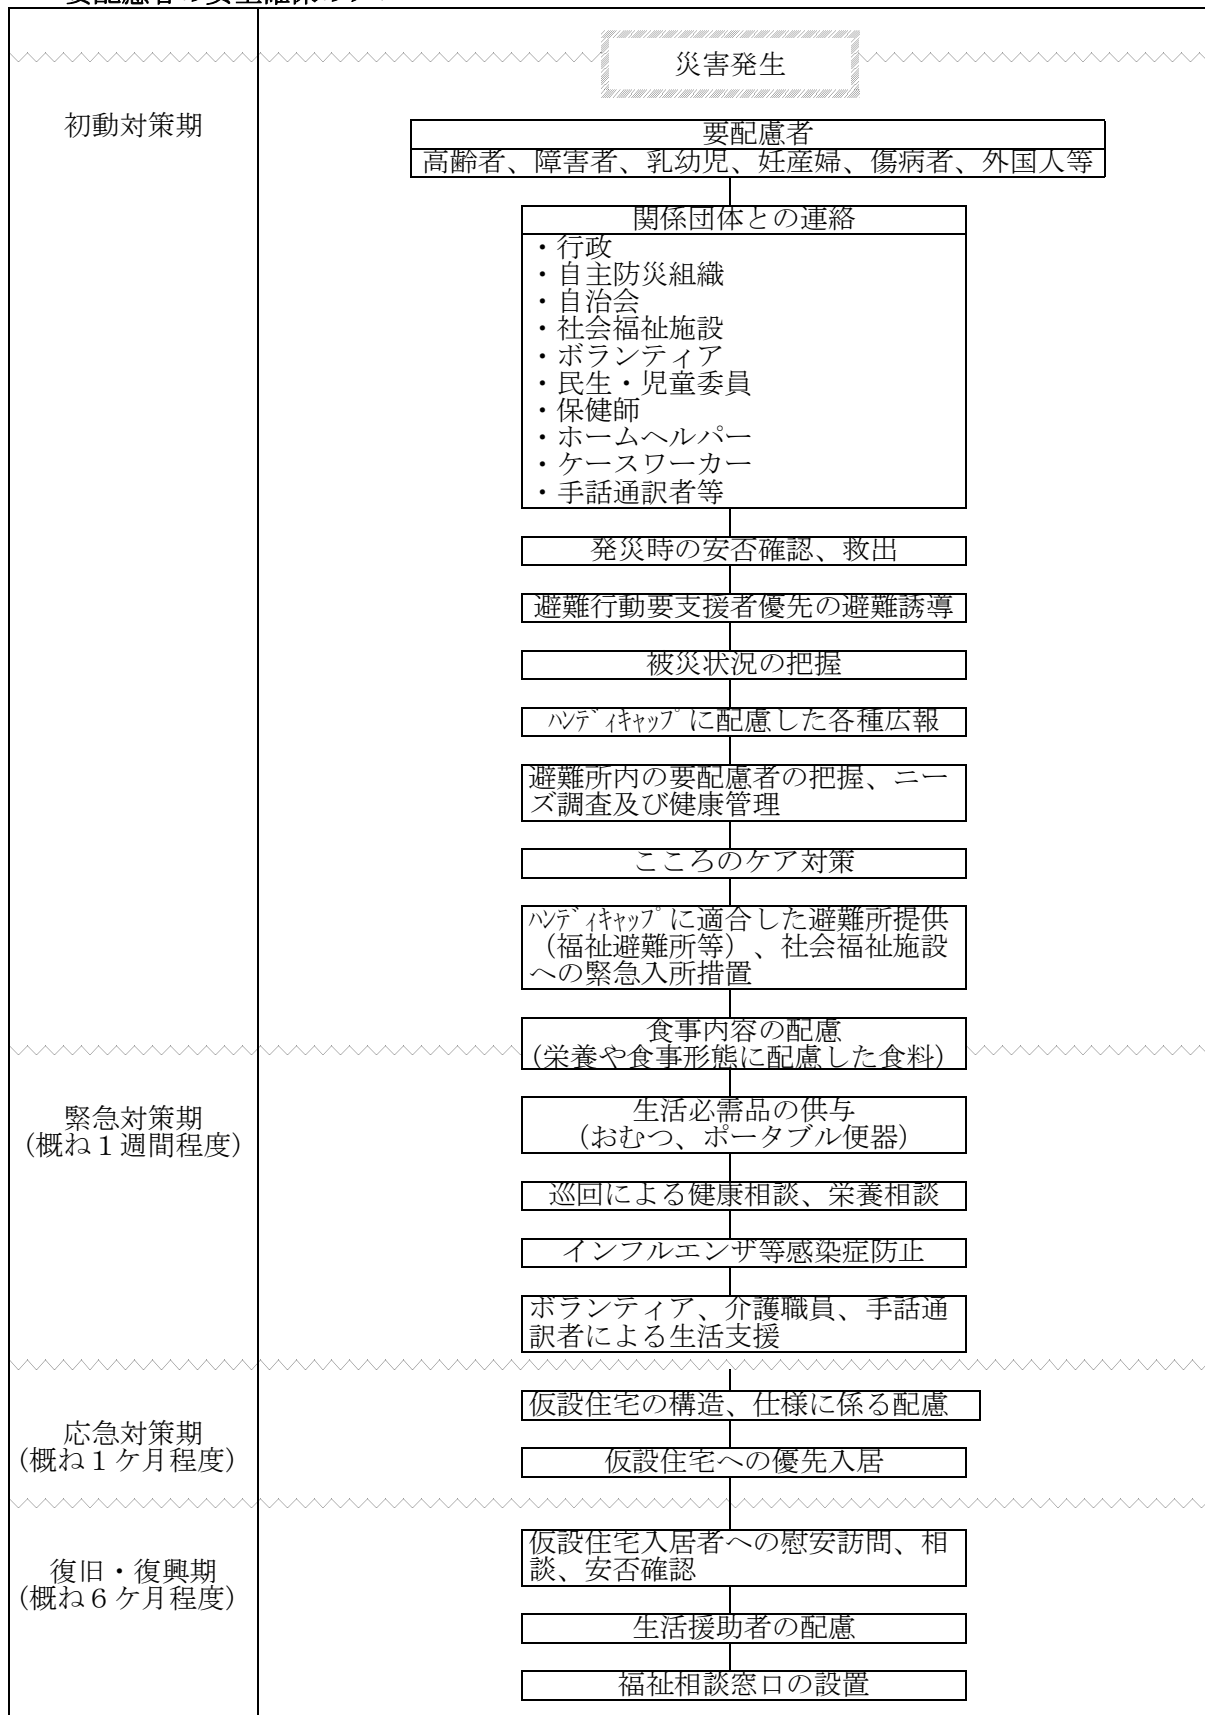 災害発生
初動対策期
要配慮者
高齢者、障害者、乳幼児、妊産婦、傷病者、外国人等
関係団体との連絡
・行政
・自主防災組織
・自治会
・社会福祉施設
・ボランティア
・民生・児童委員
・保健師
・ホームヘルパー
・ケースワーカー
・手話通訳者等
発災時の安否確認、救出
避難行動要支援者優先の避難誘導
被災状況の把握
ﾊﾝﾃﾞｨｷｬｯﾌﾟに配慮した各種広報
避難所内の要配慮者の把握、ニー
ズ調査及び健康管理
こころのケア対策
ﾊﾝﾃﾞｨｷｬｯﾌﾟに適合した避難所提供
（福祉避難所等）、社会福祉施設
への緊急入所措置
食事内容の配慮
(栄養や食事形態に配慮した食料)
緊急対策期
(概ね１週間程度)
生活必需品の供与
(おむつ、ポータブル便器)
巡回による健康相談、栄養相談
インフルエンザ等感染症防止
ボランティア、介護職員、手話通
訳者による生活支援
応急対策期
(概ね１ケ月程度)
仮設住宅の構造、仕様に係る配慮
仮設住宅への優先入居
復旧・復興期
(概ね６ケ月程度)
仮設住宅入居者への慰安訪問、相
談、安否確認
生活援助者の配慮
福祉相談窓口の設置